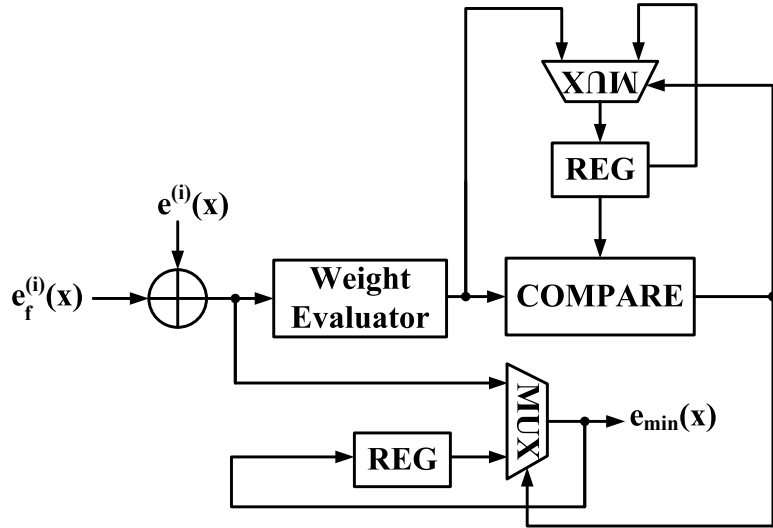 MUX
REG
e^(i)(x)
e_f^(i)(x)
Weight
Evaluator
COMPARE
MUX
e_min(x)
REG